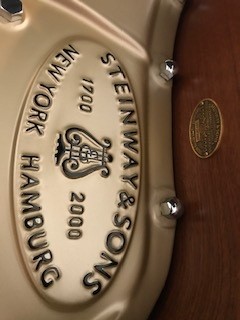 STEINWAY & SONS
1700 2000
NEW YORK HAMBURG